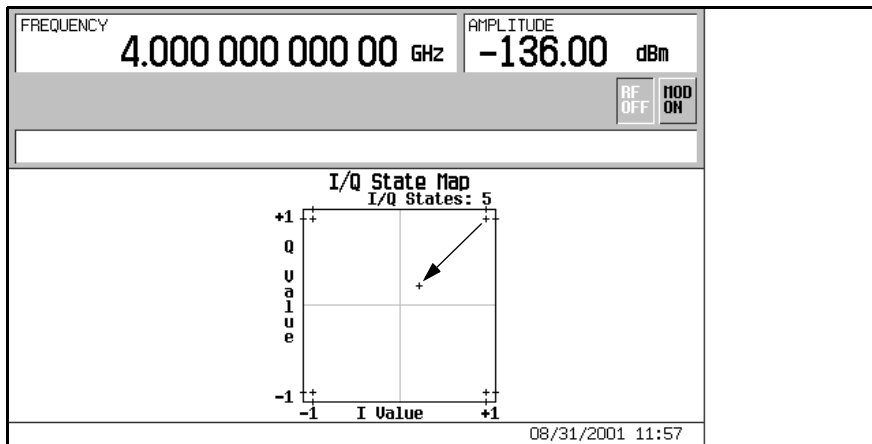 FREQUENCY
4.000 000 000 00 GHz
AMPLITUDE
-136.00 dBm
RF OFF
MOD ON
I/Q State Map
I/Q States: 5
+1
Q Value
-1
-1 I Value +1
08/31/2001 11:57